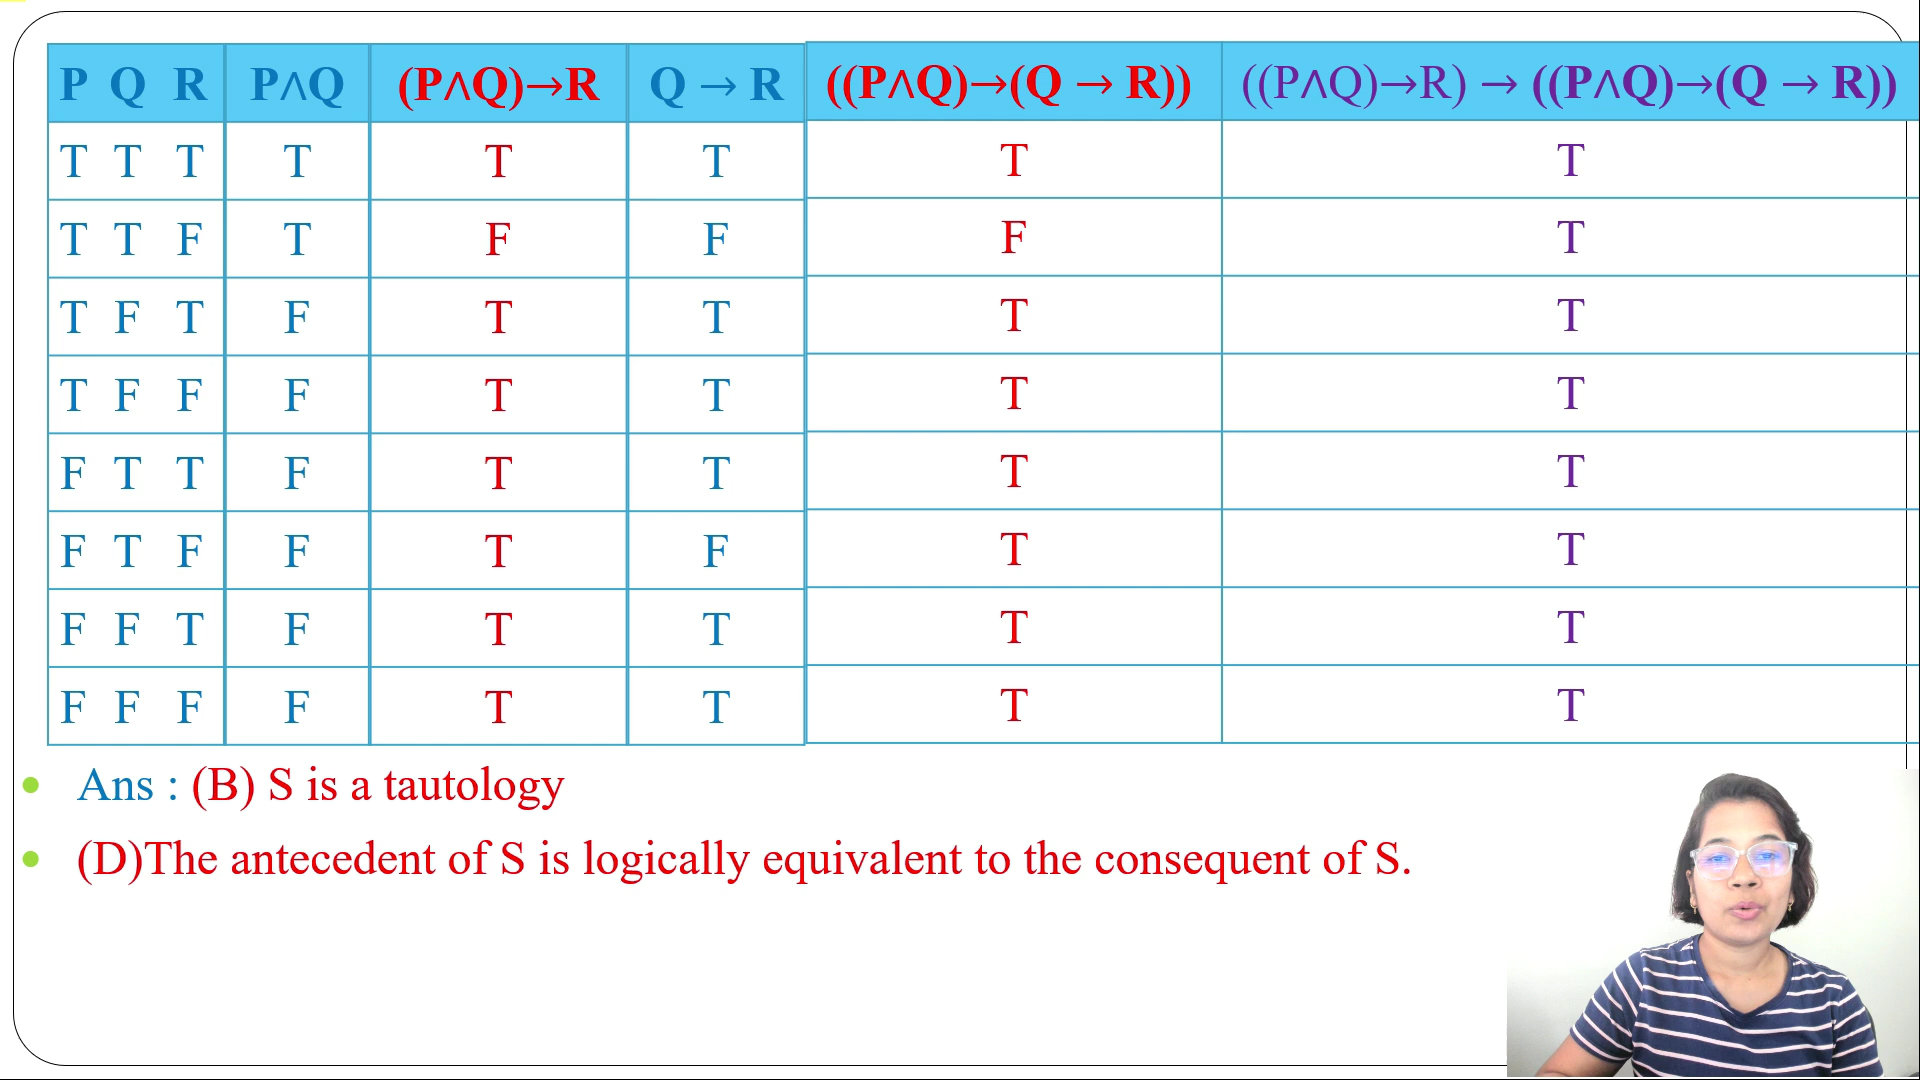 P Q R P∧Q (P∧Q)→R Q → R ((P∧Q)→(Q → R)) ((P∧Q)→R) → ((P∧Q)→(Q → R))
T T T T T T T T
T T F T F F F T
T F T F T T T T
T F F F T T T T
F T T F T T T T
F T F F T F T T
F F T F T T T T
F F F F T T T T
Ans : (B) S is a tautology
(D)The antecedent of S is logically equivalent to the consequent of S.